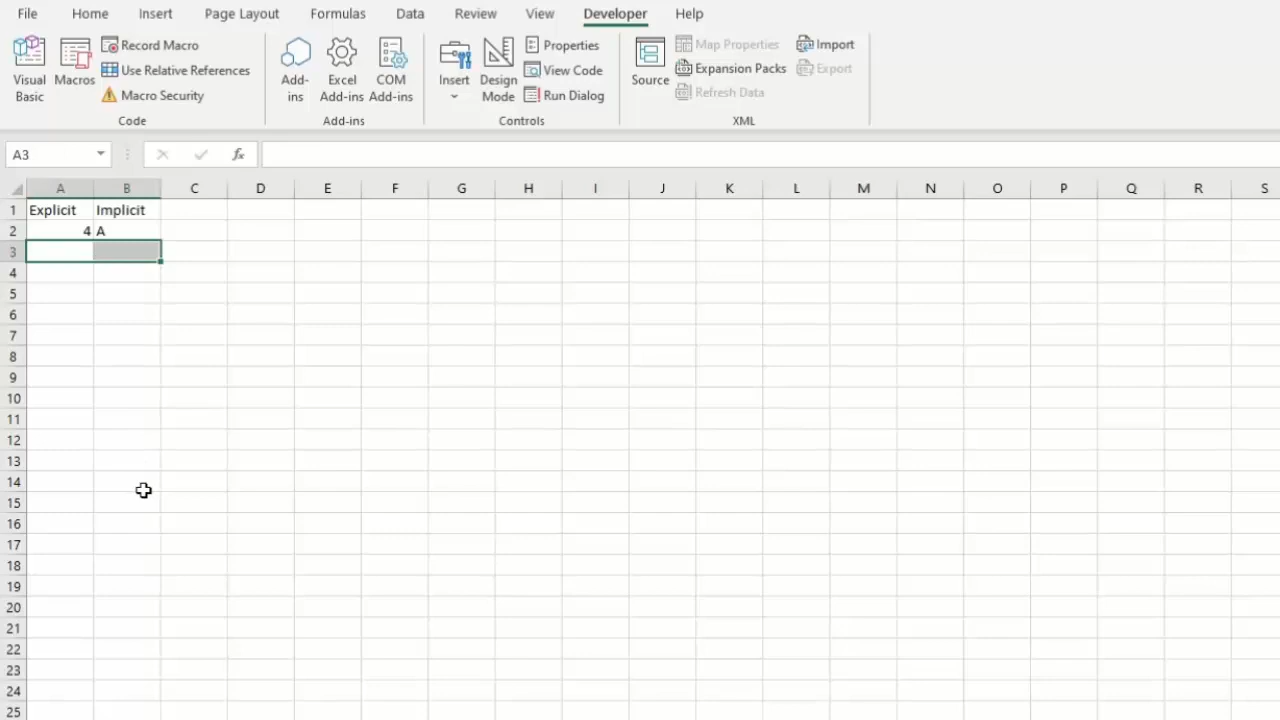 File Home Insert Page Layout Formulas Data Review View Developer Help
Visual Basic
Macros
Record Macro
Use Relative References
Macro Security
Code
Add-ins
Excel Add-ins
COM Add-ins
Add-ins
Insert
Design Mode
Properties
View Code
Run Dialog
Controls
Source
Map Properties
Expansion Packs
Refresh Data
Import
Export
XML
A3 fx
A B C D E F G H I J K L M N O P Q R S
1 Explicit Implicit
2 4 A
3
4
5
6
7
8
9
10
11
12
13
14
15
16
17
18
19
20
21
22
23
24
25